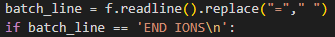 batch_line = f.readline().replace("="," ")
if batch_line == 'END IONS\n':